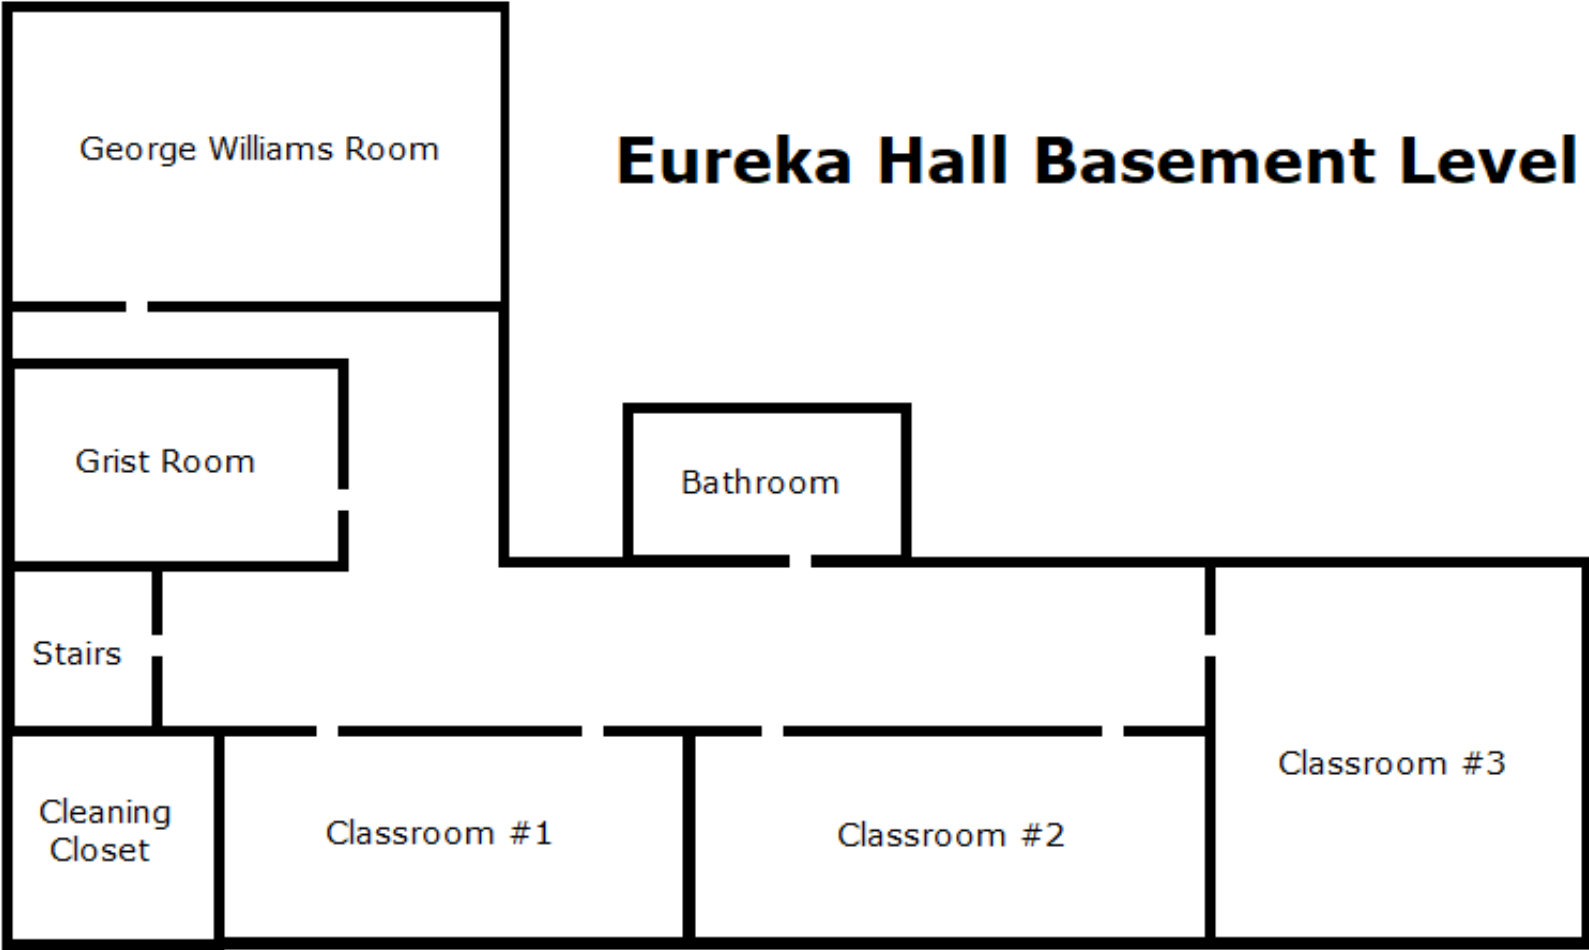 George Williams Room
Eureka Hall Basement Level
Grist Room
Bathroom
Stairs
Classroom #3
Cleaning
Closet
Classroom #1
Classroom #2